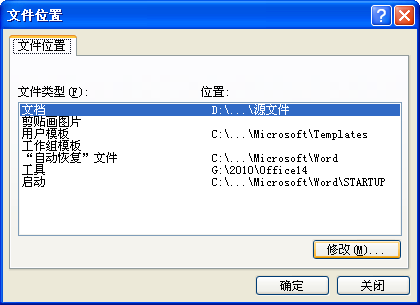 文件位置
文件位置
文件类型(F): 位置:
文档 D:\...\源文件
剪贴画图片
用户模板 C:\...\Microsoft\Templates
工作组模板
“自动恢复”文件 C:\...\Microsoft\Word
工具 G:\2010\Office14
启动 C:\...\Microsoft\Word\STARTUP
修改(M)...
确定 关闭